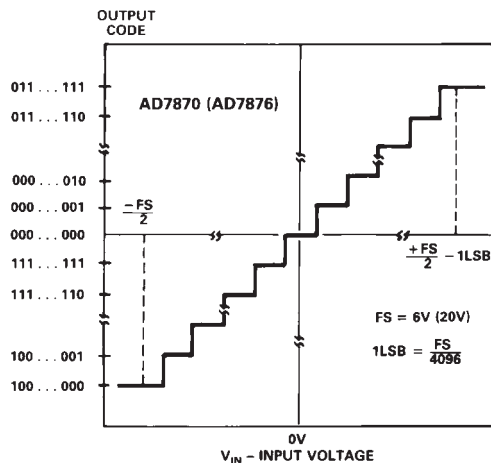 OUTPUT
CODE
011...111
011...110
000...010
000...001
000...000
111...111
111...110
100...001
100...000
AD7870 (AD7876)
-FS
2
+FS
2 - 1LSB
FS = 6V (20V)
1LSB = FS
4096
0V
VIN - INPUT VOLTAGE